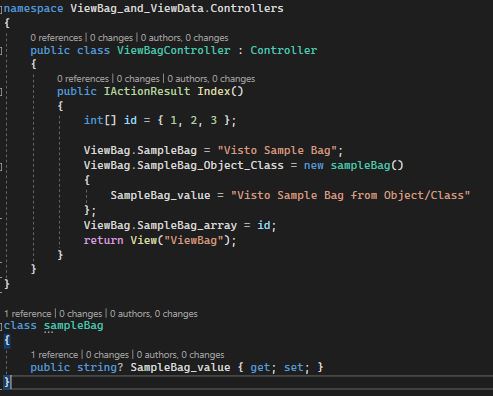 namespace ViewBag_and_ViewData.Controllers
{
0 references | 0 changes | 0 authors, 0 changes
public class ViewBagController : Controller
{
0 references | 0 changes | 0 authors, 0 changes
public IActionResult Index()
{
int[] id = { 1, 2, 3 };
ViewBag.SampleBag = "Visto Sample Bag";
ViewBag.SampleBag_Object_Class = new sampleBag()
{
SampleBag_value = "Visto Sample Bag from Object/Class"
};
ViewBag.SampleBag_array = id;
return View("ViewBag");
}
}
}
1 reference | 0 changes | 0 authors, 0 changes
class sampleBag
{
1 reference | 0 changes | 0 authors, 0 changes
public string? SampleBag_value { get; set; }
}